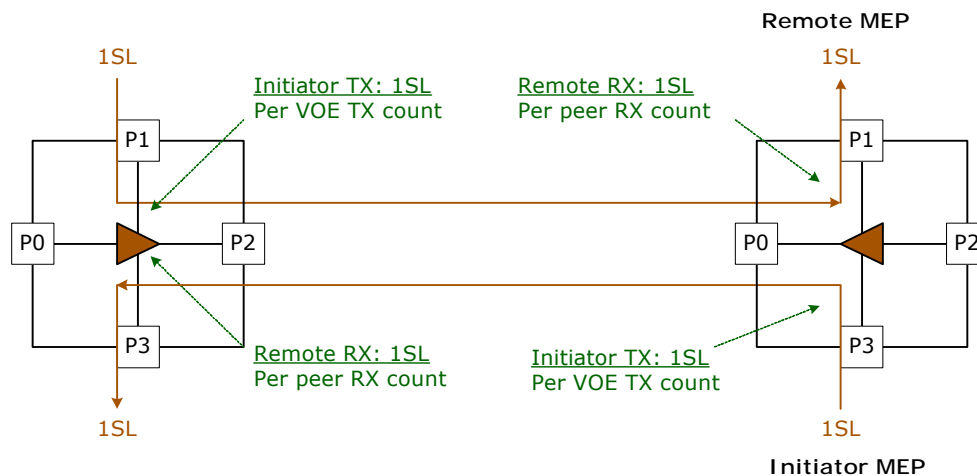 Remote MEP
1SL
1SL
Initiator TX: 1SL
Per VOE TX count
Remote RX: 1SL
Per peer RX count
P1
P1
P0
P2
P0
P2
P3
P3
Remote RX: 1SL
Per peer RX count
Initiator TX: 1SL
Per VOE TX count
1SL
1SL
Initiator MEP